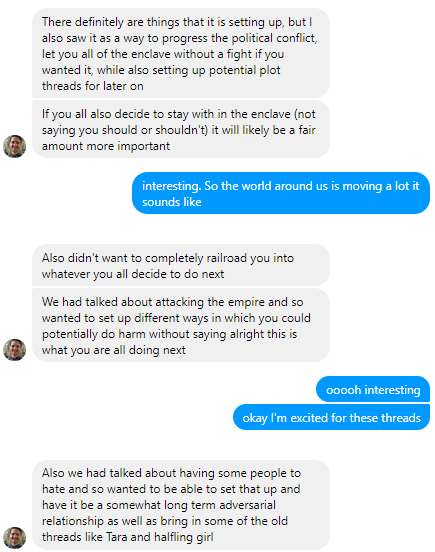 There definitely are things that it is setting up, but I
also saw it as a way to progress the political conflict,
let you all of the enclave without a fight if you
wanted it, while also setting up potential plot
threads for later on
If you all also decide to stay with in the enclave (not
saying you should or shouldn't) it will likely be a fair
amount more important
interesting. So the world around us is moving a lot it
sounds like
Also didn't want to completely railroad you into
whatever you all decide to do next
We had talked about attacking the empire and so
wanted to set up different ways in which you could
potentially do harm without saying alright this is
what you are all doing next
ooooh interesting
okay I'm excited for these threads
Also we had talked about having some people to
hate and so wanted to be able to set that up and
have it be a somewhat long term adversarial
relationship as well as bring in some of the old
threads like Tara and halfling girl